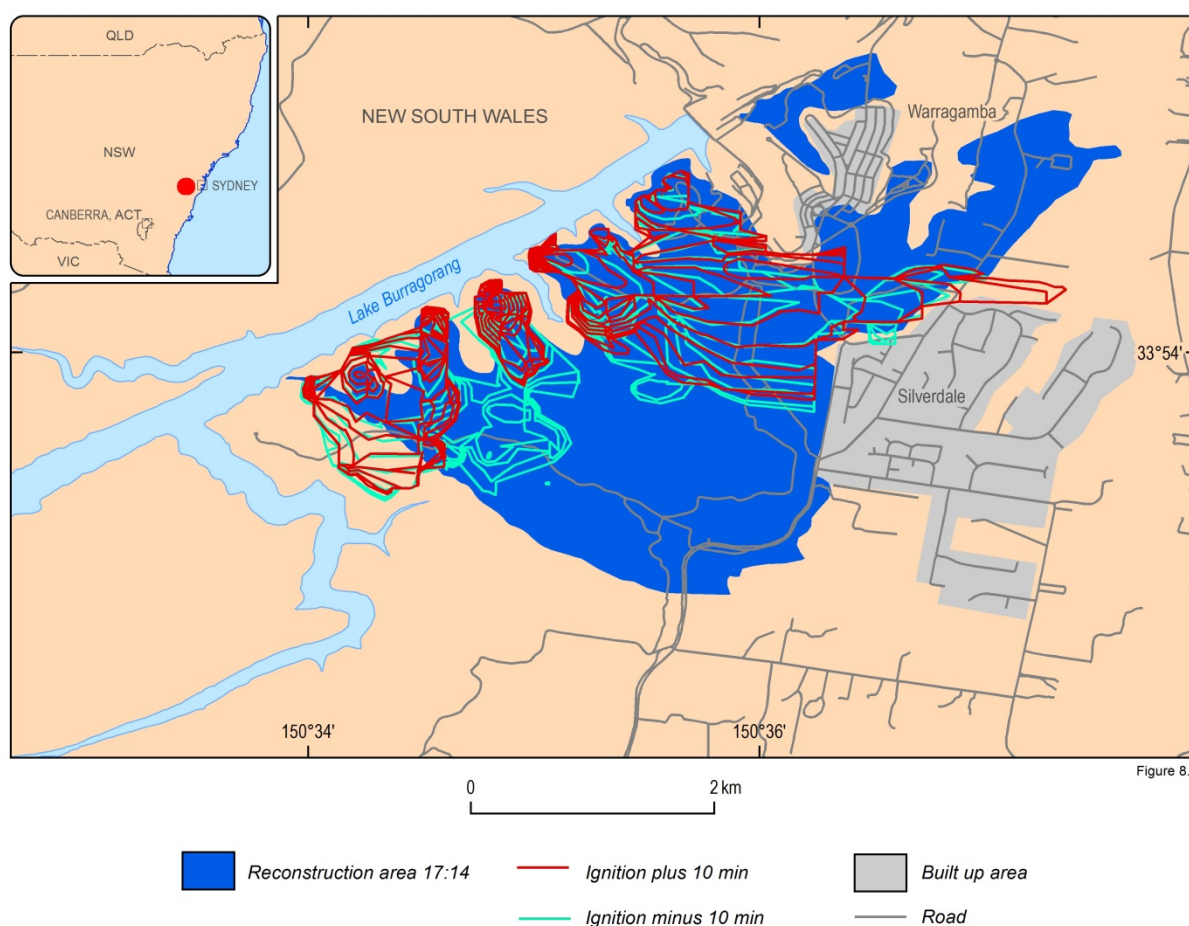 QLD
NSW
SYDNEY
CANBERRA, ACT
VIC
NEW SOUTH WALES
Warragamba
Lake Burragorang
33°54'
Silverdale
150°34'
150°36'
Figure 8.
0
2 km
Reconstruction area 17:14
Ignition plus 10 min
Built up area
Ignition minus 10 min
Road